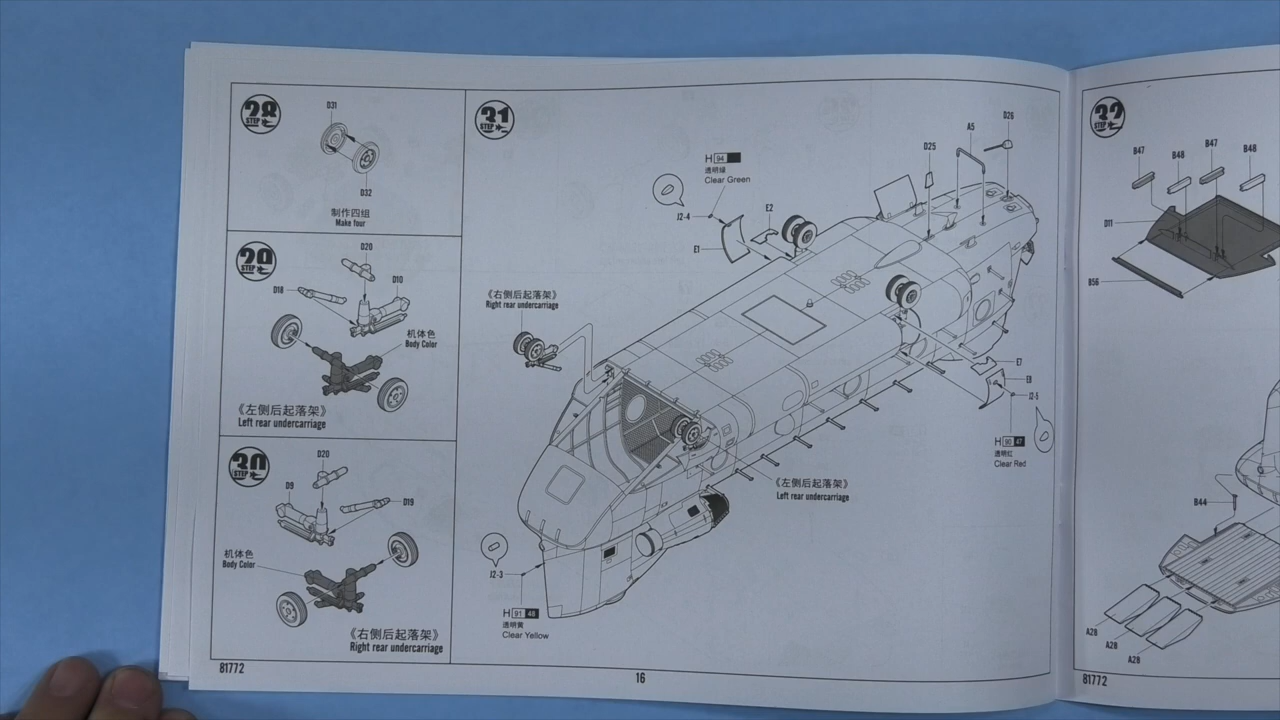 28
STEP
D31
D32
制作四组
Make four
29
STEP
D20
D18
D10
机体色
Body Color
《左侧后起落架》
Left rear undercarriage
30
STEP
D20
D9
D19
机体色
Body Color
《右侧后起落架》
Right rear undercarriage
81772
31
STEP
H 94
透明绿
Clear Green
J2-4
E1
E2
D25
A5
D26
《右侧后起落架》
Right rear undercarriage
E7
E8
J2-5
H 90 47
透明红
Clear Red
《左侧后起落架》
Left rear undercarriage
J2-3
H 91 48
透明黄
Clear Yellow
16
32
STEP
B47
B48
B47
B48
D11
B56
B44
A28
A28
A28
81772